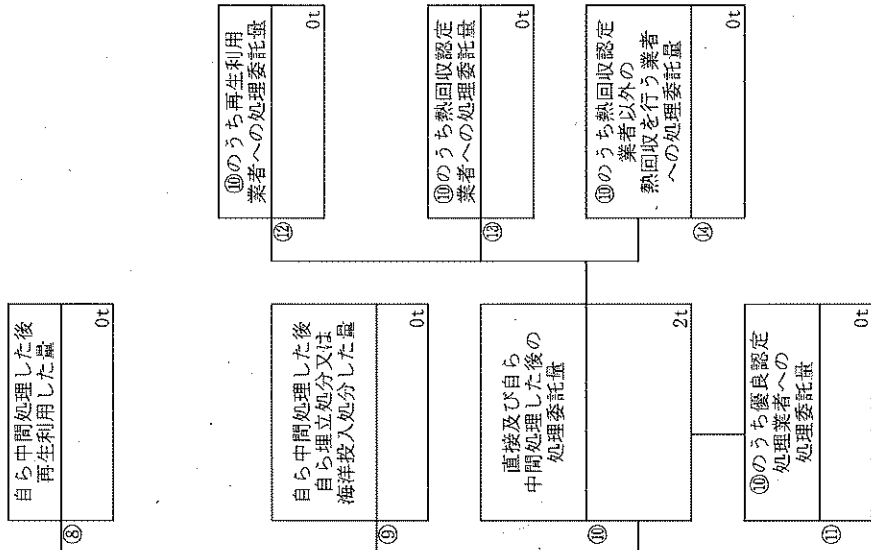 ⑧
自ら中間処理した後
再生利用した量
0t
⑨
自ら中間処理した後
自ら埋立処分又は
海洋投入処分した量
0t
⑩
直接及び自ら
中間処理した後の
処理委託量
2t
⑪
⑩のうち優良認定
処理業者への
処理委託量
0t
⑫
⑩のうち再生利用
業者への処理委託量
0t
⑬
⑩のうち熱回収認定
業者への処理委託量
0t
⑭
⑩のうち熱回収認定
業者以外の
熱回収を行う業者
への処理委託量
0t